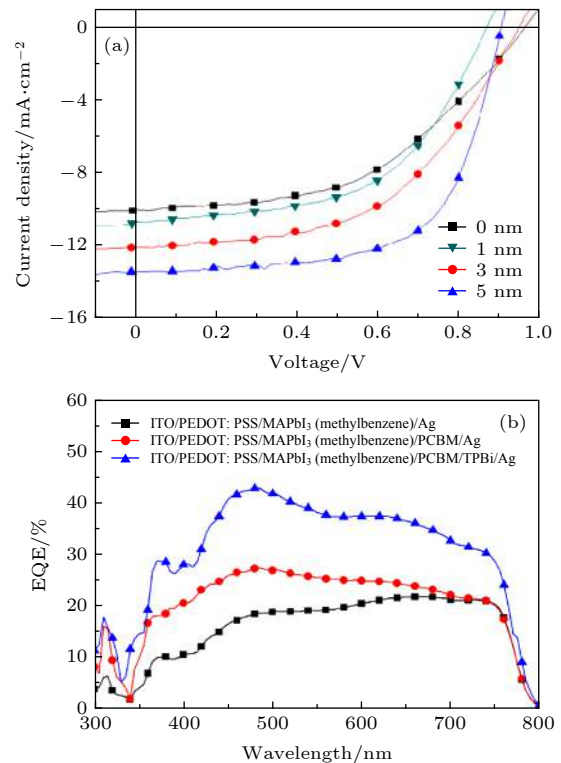 0
(a)
−4
−8
−12
−16
Current density/mA·cm⁻²
0 nm
1 nm
3 nm
5 nm
0 0.2 0.4 0.6 0.8 1.0
Voltage/V
60
(b)
50
40
30
20
10
0
EQE/%
ITO/PEDOT: PSS/MAPbI₃ (methylbenzene)/Ag
ITO/PEDOT: PSS/MAPbI₃ (methylbenzene)/PCBM/Ag
ITO/PEDOT: PSS/MAPbI₃ (methylbenzene)/PCBM/TPBi/Ag
300 400 500 600 700 800
Wavelength/nm